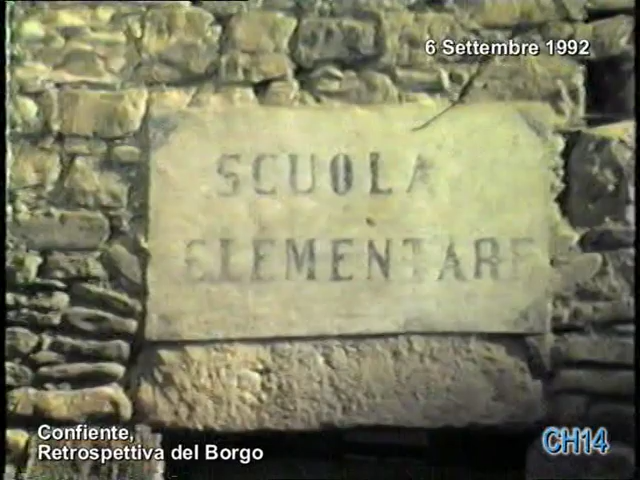 6 Settembre 1992
SCUOLA
ELEMENTARE
Confiente,
Retrospettiva del Borgo
CH14